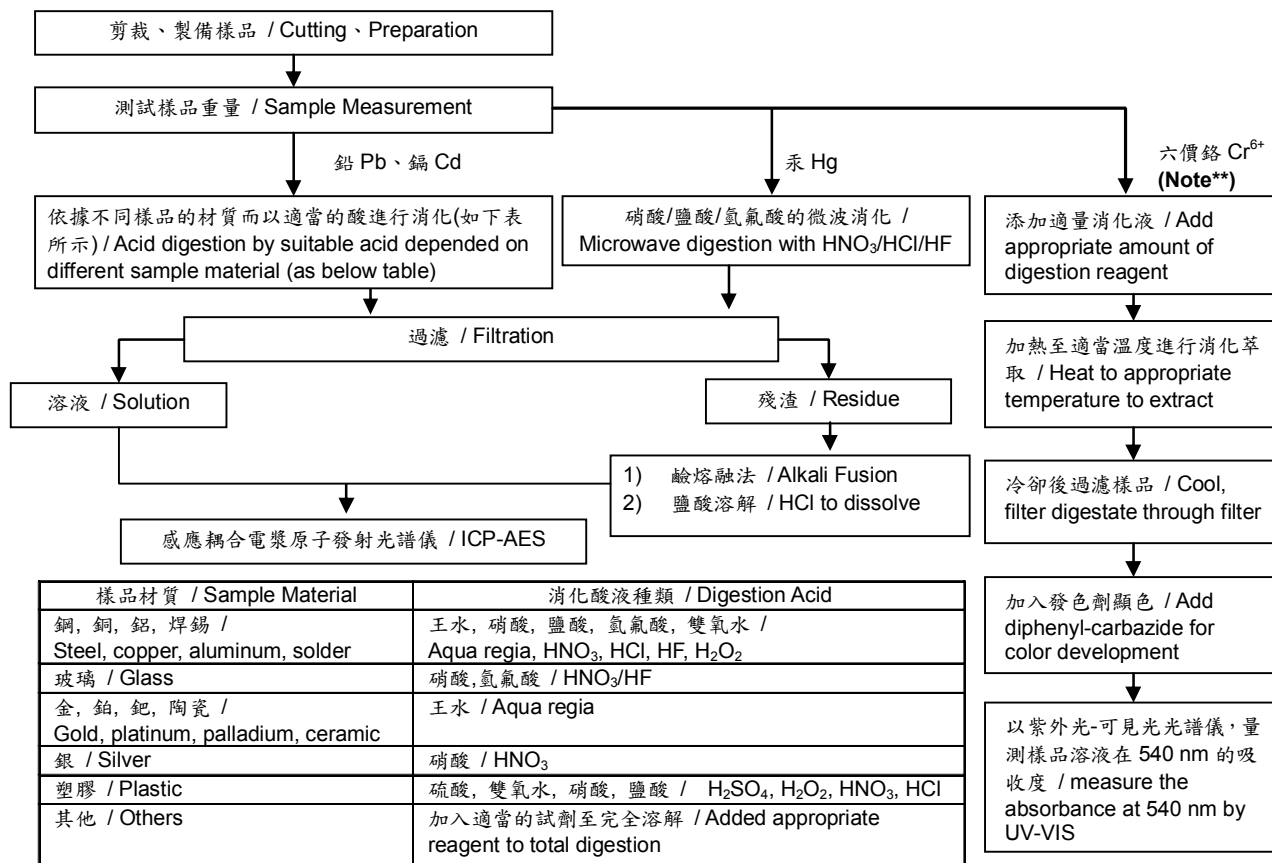 剪裁、製備樣品 / Cutting、Preparation
測試樣品重量 / Sample Measurement
鉛 Pb、鎘 Cd
汞 Hg
六價鉻 Cr6+
(Note**)
依據不同樣品的材質而以適當的酸進行消化(如下表
所示) / Acid digestion by suitable acid depended on
different sample material (as below table)
硝酸/鹽酸/氫氟酸的微波消化 /
Microwave digestion with HNO3/HCl/HF
添加適量消化液 / Add
appropriate amount of
digestion reagent
過濾 / Filtration
加熱至適當溫度進行消化萃
取 / Heat to appropriate
temperature to extract
溶液 / Solution
殘渣 / Residue
1) 鹼熔融法 / Alkali Fusion
2) 鹽酸溶解 / HCl to dissolve
冷卻後過濾樣品 / Cool,
filter digestate through filter
感應耦合電漿原子發射光譜儀 / ICP-AES
加入發色劑顯色 / Add
diphenyl-carbazide for
color development
以紫外光-可見光光譜儀，量
測樣品溶液在 540 nm 的吸
收度 / measure the
absorbance at 540 nm by
UV-VIS
樣品材質 / Sample Material
消化酸液種類 / Digestion Acid
鋼, 銅, 鋁, 焊錫 /
Steel, copper, aluminum, solder
王水, 硝酸, 鹽酸, 氫氟酸, 雙氧水 /
Aqua regia, HNO3, HCl, HF, H2O2
玻璃 / Glass
硝酸,氫氟酸 / HNO3/HF
金, 鉑, 鈀, 陶瓷 /
Gold, platinum, palladium, ceramic
王水 / Aqua regia
銀 / Silver
硝酸 / HNO3
塑膠 / Plastic
硫酸, 雙氧水, 硝酸, 鹽酸 / H2SO4, H2O2, HNO3, HCl
其他 / Others
加入適當的試劑至完全溶解 / Added appropriate
reagent to total digestion